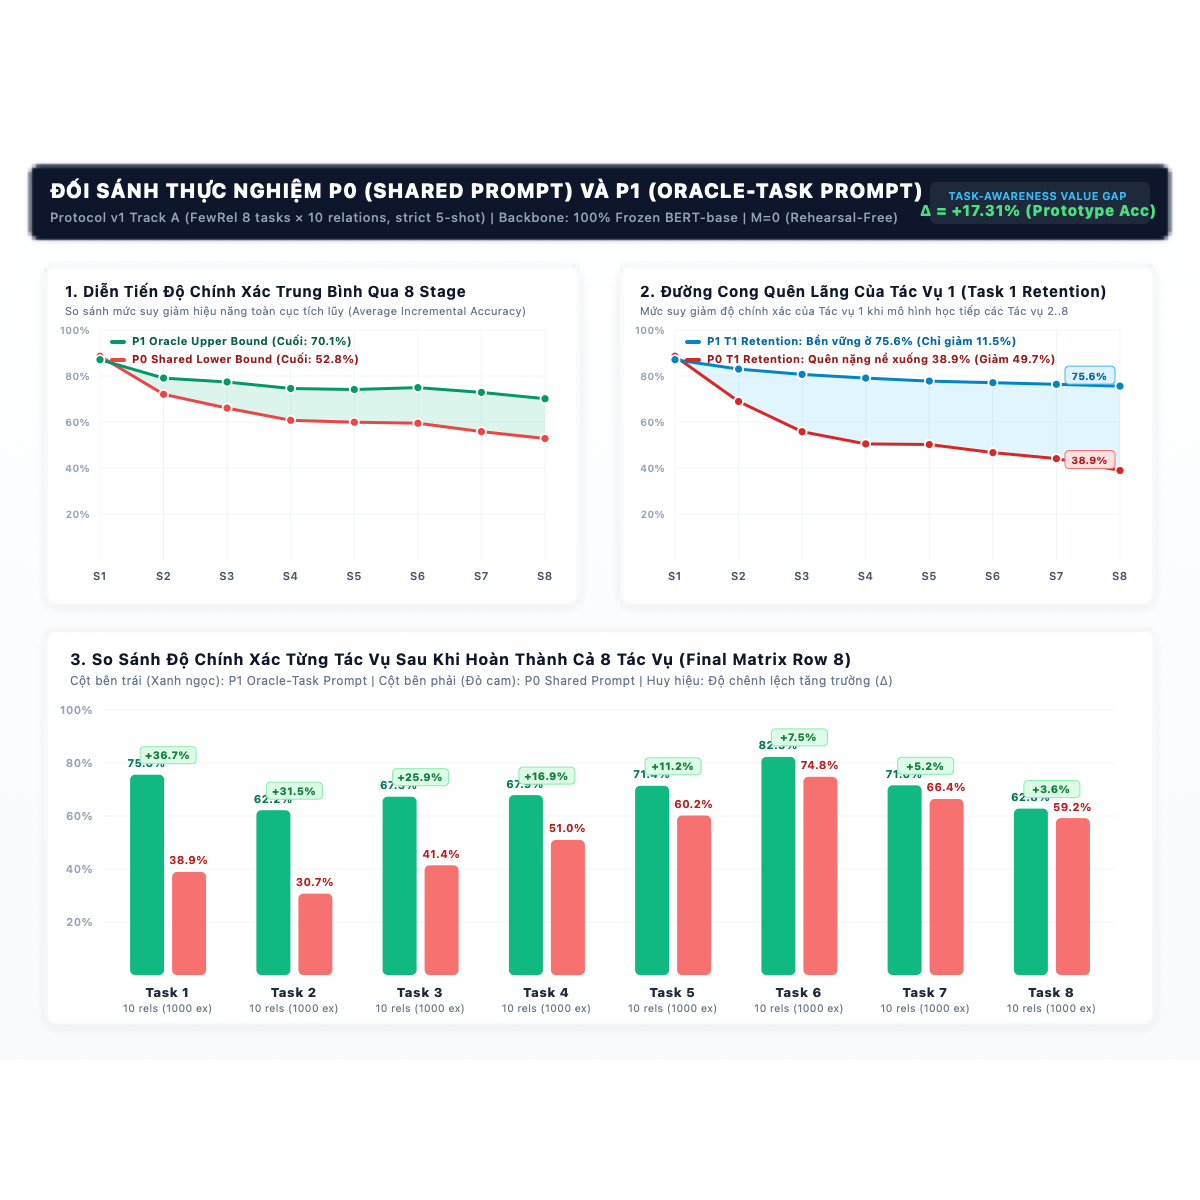 ĐỐI SÁNH THỰC NGHIỆM P0 (SHARED PROMPT) VÀ P1 (ORACLE-TASK PROMPT)
Protocol v1 Track A (FewRel 8 tasks × 10 relations, strict 5-shot) | Backbone: 100% Frozen BERT-base | M=0 (Rehearsal-Free)
TASK-AWARENESS VALUE GAP
Δ = +17.31% (Prototype Acc)
1. Diễn Tiến Độ Chính Xác Trung Bình Qua 8 Stage
So sánh mức suy giảm hiệu năng toàn cục tích lũy (Average Incremental Accuracy)
100%
P1 Oracle Upper Bound (Cuối: 70.1%)
P0 Shared Lower Bound (Cuối: 52.8%)
80%
60%
40%
20%
S1 S2 S3 S4 S5 S6 S7 S8
2. Đường Cong Quên Lãng Của Tác Vụ 1 (Task 1 Retention)
Mức suy giảm độ chính xác của Tác vụ 1 khi mô hình học tiếp các Tác vụ 2..8
100%
P1 T1 Retention: Bền vững ở 75.6% (Chỉ giảm 11.5%)
P0 T1 Retention: Quên nặng nề xuống 38.9% (Giảm 49.7%)
80%
75.6%
60%
40%
38.9%
20%
S1 S2 S3 S4 S5 S6 S7 S8
3. So Sánh Độ Chính Xác Từng Tác Vụ Sau Khi Hoàn Thành Cả 8 Tác Vụ (Final Matrix Row 8)
Cột bên trái (Xanh ngọc): P1 Oracle-Task Prompt | Cột bên phải (Đỏ cam): P0 Shared Prompt | Huy hiệu: Độ chênh lệch tăng trưởng (Δ)
100%
80%
60%
40%
20%
+36.7% +31.5% +25.9% +16.9% +11.2% +7.5% +5.2% +3.6%
38.9% 30.7% 41.4% 51.0% 60.2% 74.8% 66.4% 59.2%
Task 1 Task 2 Task 3 Task 4 Task 5 Task 6 Task 7 Task 8
10 rels (1000 ex) 10 rels (1000 ex) 10 rels (1000 ex) 10 rels (1000 ex) 10 rels (1000 ex) 10 rels (1000 ex) 10 rels (1000 ex) 10 rels (1000 ex)